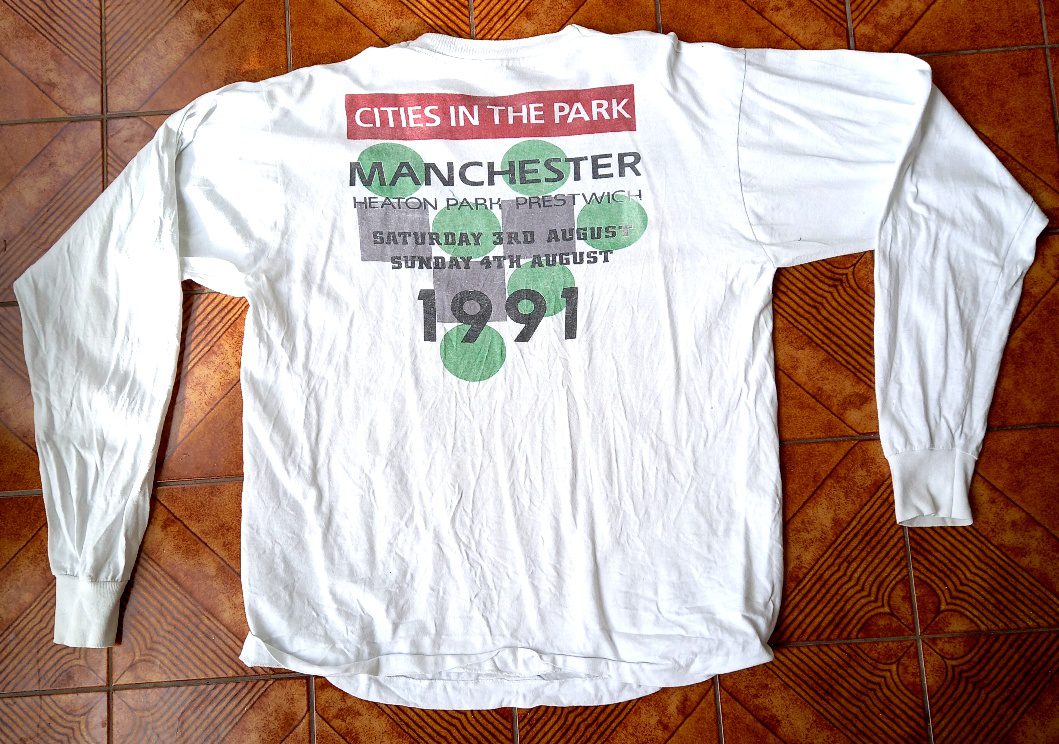 CITIES IN THE PARK
MANCHESTER
HEATON PARK PRESTWICH
SATURDAY 3RD AUGUST
SUNDAY 4TH AUGUST
1991